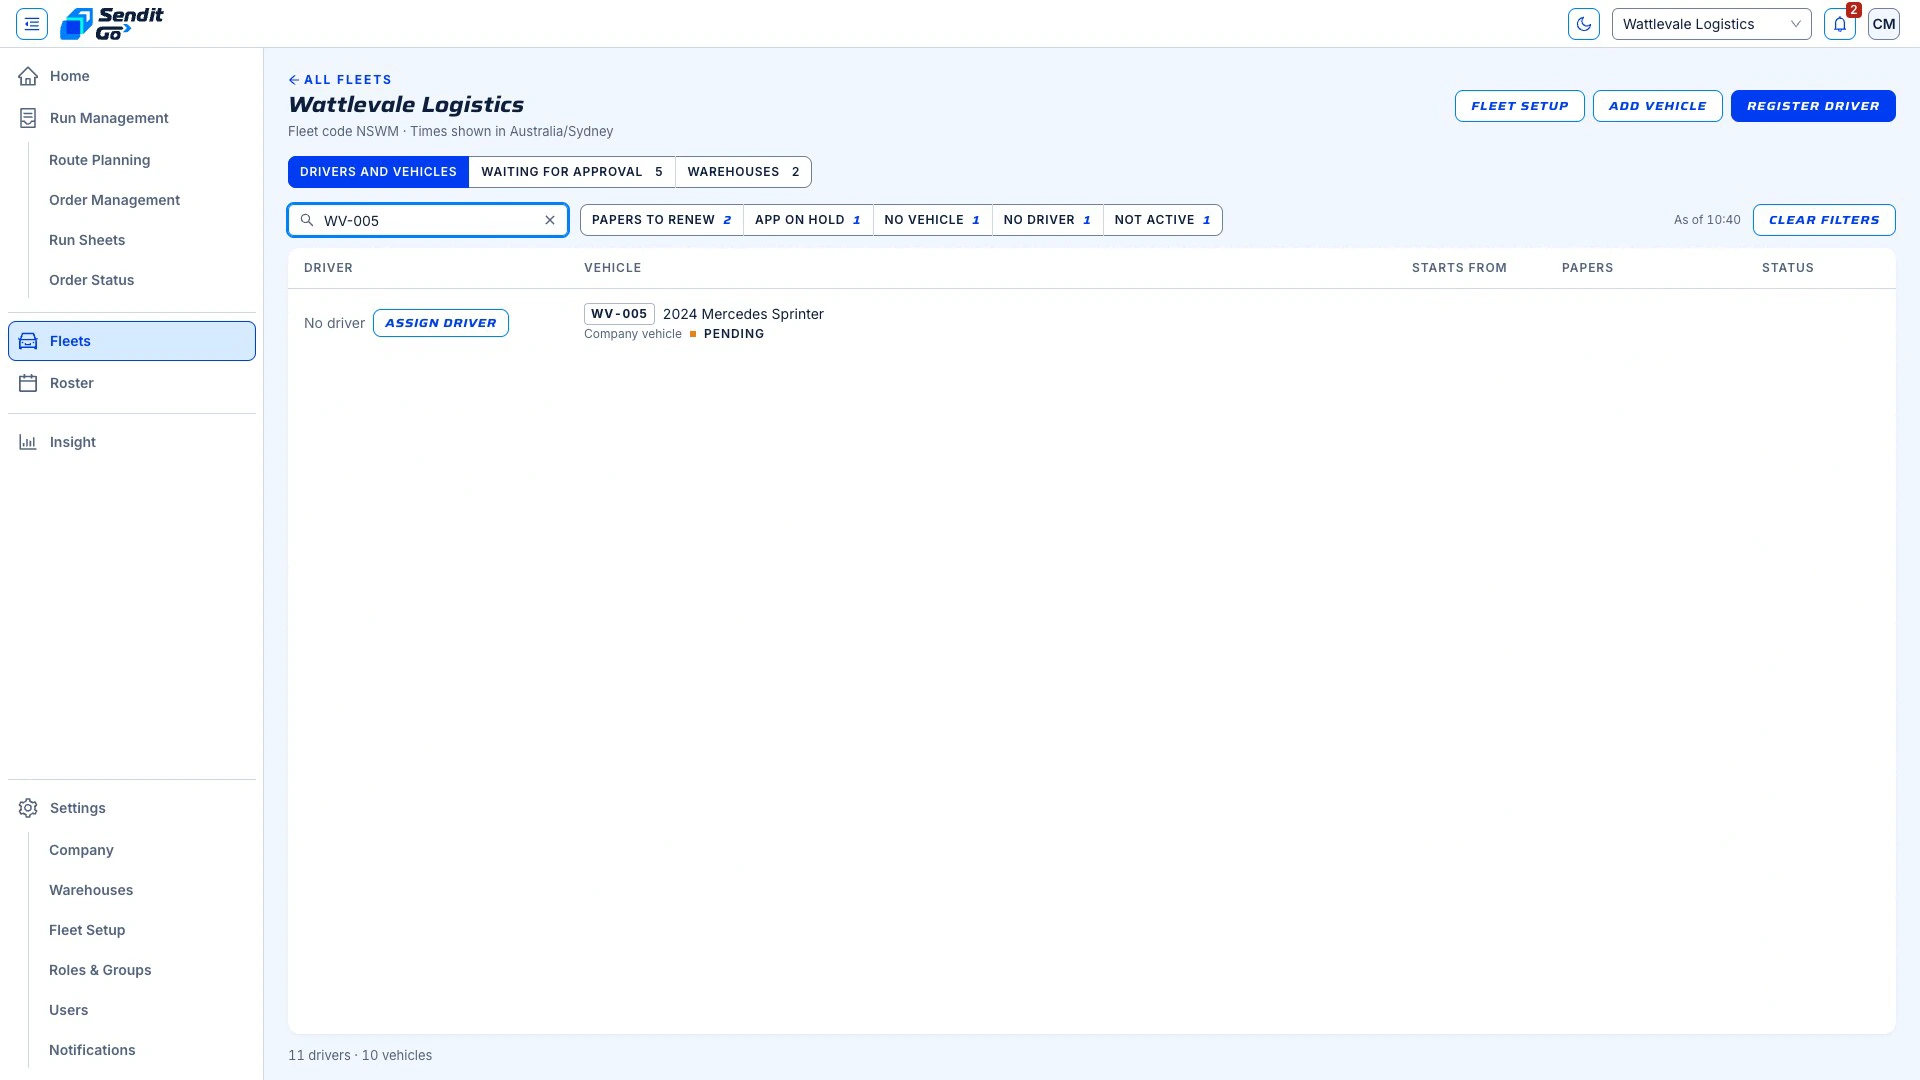 Sendit
Go
Wattlevale Logistics
2
CM
Home
Run Management
Route Planning
Order Management
Run Sheets
Order Status
Fleets
Roster
Insight
Settings
Company
Warehouses
Fleet Setup
Roles & Groups
Users
Notifications
ALL FLEETS
Wattlevale Logistics
Fleet code NSWM · Times shown in Australia/Sydney
FLEET SETUP
ADD VEHICLE
REGISTER DRIVER
DRIVERS AND VEHICLES
WAITING FOR APPROVAL 5
WAREHOUSES 2
WV-005
PAPERS TO RENEW 2
APP ON HOLD 1
NO VEHICLE 1
NO DRIVER 1
NOT ACTIVE 1
As of 10:40
CLEAR FILTERS
DRIVER VEHICLE STARTS FROM PAPERS STATUS
No driver
ASSIGN DRIVER
WV-005 2024 Mercedes Sprinter
Company vehicle PENDING
11 drivers · 10 vehicles